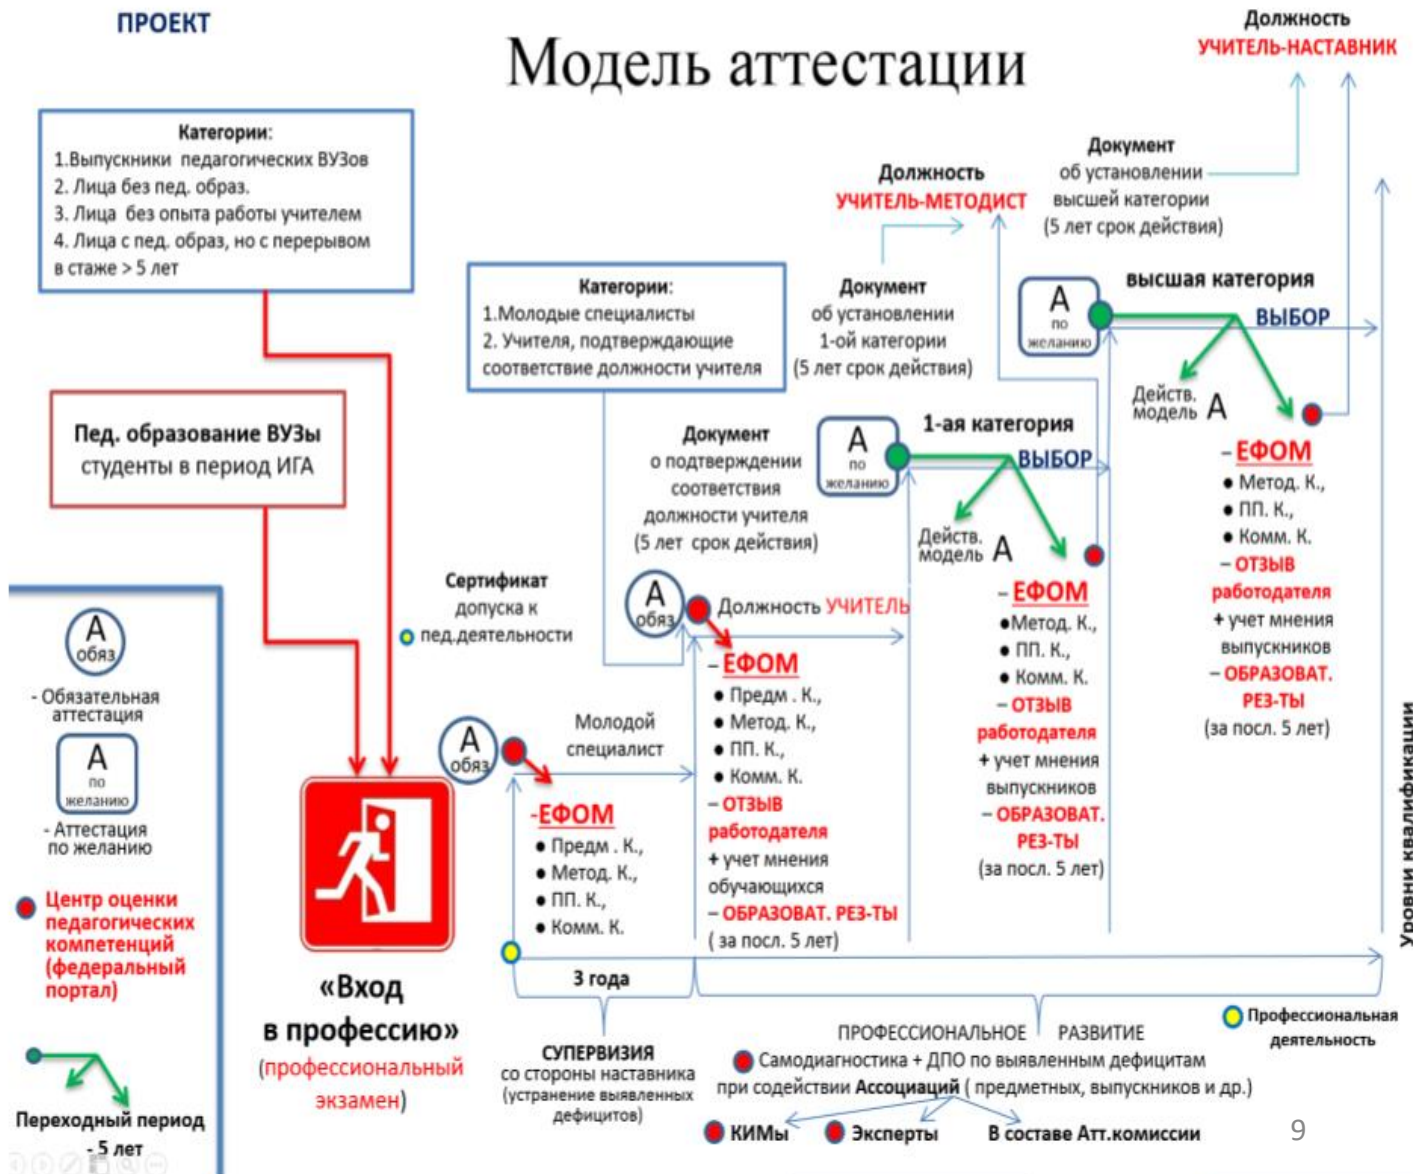 ПРОЕКТ
Модель аттестации
Должность
УЧИТЕЛЬ-НАСТАВНИК
Категории:
1.Выпускники педагогических ВУЗов
2. Лица без пед. образ.
3. Лица без опыта работы учителем
4. Лица с пед. образ, но с перерывом
в стаже > 5 лет
Пед. образование ВУЗы
студенты в период ИГА
Категории:
1.Молодые специалисты
2. Учителя, подтверждающие
соответствие должности учителя
Должность
УЧИТЕЛЬ-МЕТОДИСТ
Документ
об установлении
1-ой категории
(5 лет срок действия)
Документ
об установлении
высшей категории
(5 лет срок действия)
А
по
желанию
высшая категория
ВЫБОР
Действ.
модель А
– ЕФОМ
● Метод. К.,
● ПП. К.,
● Комм. К.
– ОТЗЫВ
работодателя
+ учет мнения
выпускников
– ОБРАЗОВАТ.
РЕЗ-ТЫ
(за посл. 5 лет)
А
по
желанию
1-ая категория
ВЫБОР
Действ.
модель А
– ЕФОМ
●Метод. К.,
● ПП. К.,
● Комм. К.
– ОТЗЫВ
работодателя
+ учет мнения
выпускников
– ОБРАЗОВАТ.
РЕЗ-ТЫ
(за посл. 5 лет)
Документ
о подтверждении
соответствия
должности учителя
(5 лет срок действия)
А
обяз
Должность УЧИТЕЛЬ
– ЕФОМ
● Предм . К.,
● Метод. К.,
● ПП. К.,
● Комм. К.
– ОТЗЫВ
работодателя
+ учет мнения
обучающихся
– ОБРАЗОВАТ. РЕЗ-ТЫ
( за посл. 5 лет)
Сертификат
допуска к
пед.деятельности
А
обяз
Молодой
специалист
-ЕФОМ
● Предм . К.,
● Метод. К.,
● ПП. К.,
● Комм. К.
А
обяз
- Обязательная
аттестация
А
по
желанию
- Аттестация
по желанию
Центр оценки
педагогических
компетенций
(федеральный
портал)
Переходный период
- 5 лет
«Вход
в профессию»
(профессиональный
экзамен)
3 года
СУПЕРВИЗИЯ
со стороны наставника
(устранение выявленных
дефицитов)
ПРОФЕССИОНАЛЬНОЕ РАЗВИТИЕ
Самодиагностика + ДПО по выявленным дефицитам
при содействии Ассоциаций ( предметных, выпускников и др.)
КИМы
Эксперты
В составе Атт.комиссии
Профессиональная
деятельность
Уровни квалификации
9